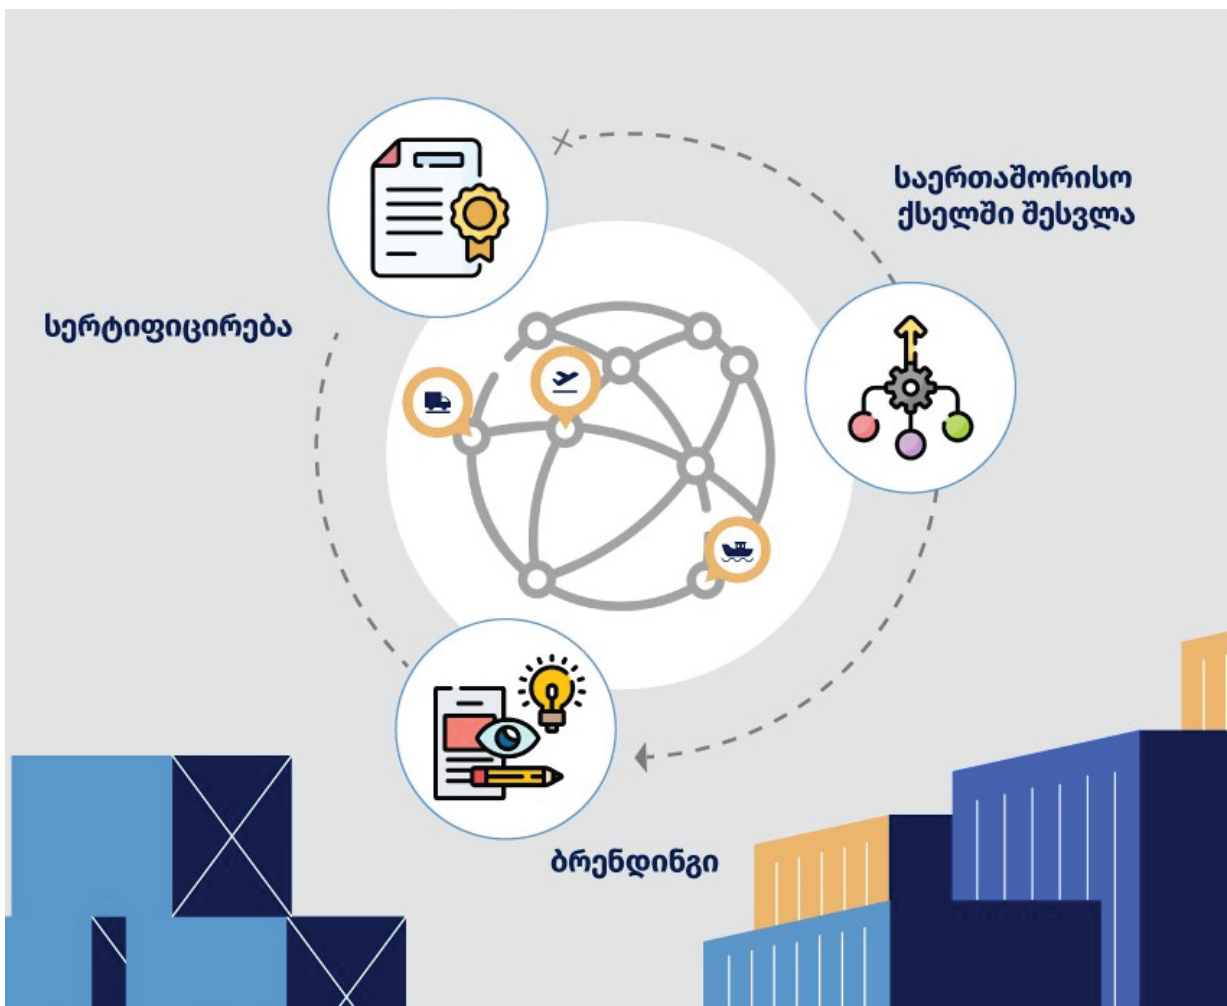 საერთაშორისო
ქსელში შესვლა
სერტიფიცირება
ბრენდინგი